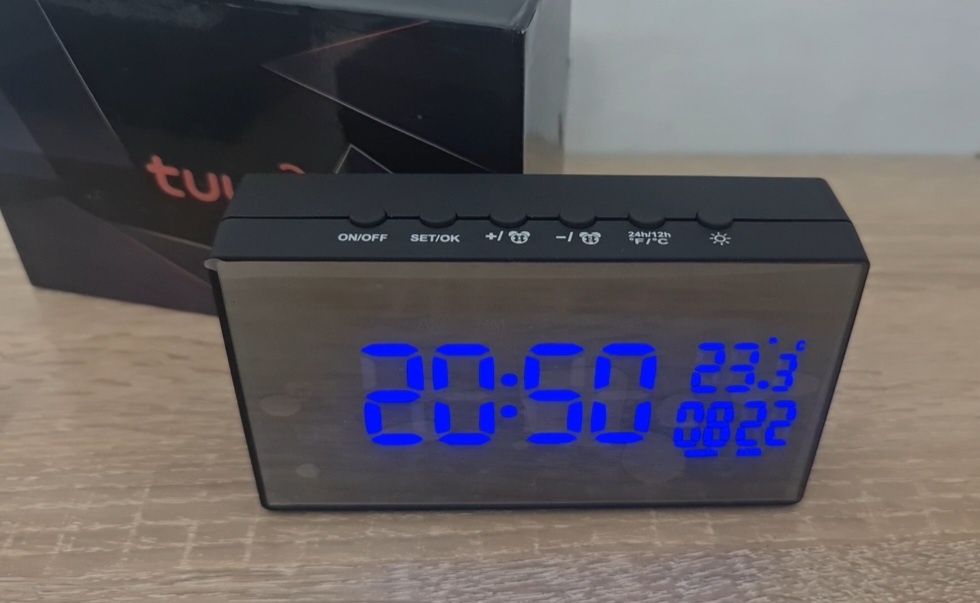 ON/OFF SET/OK +/ -/ 24h/12h
°F/°C
20:50 23.3 °C
08 22